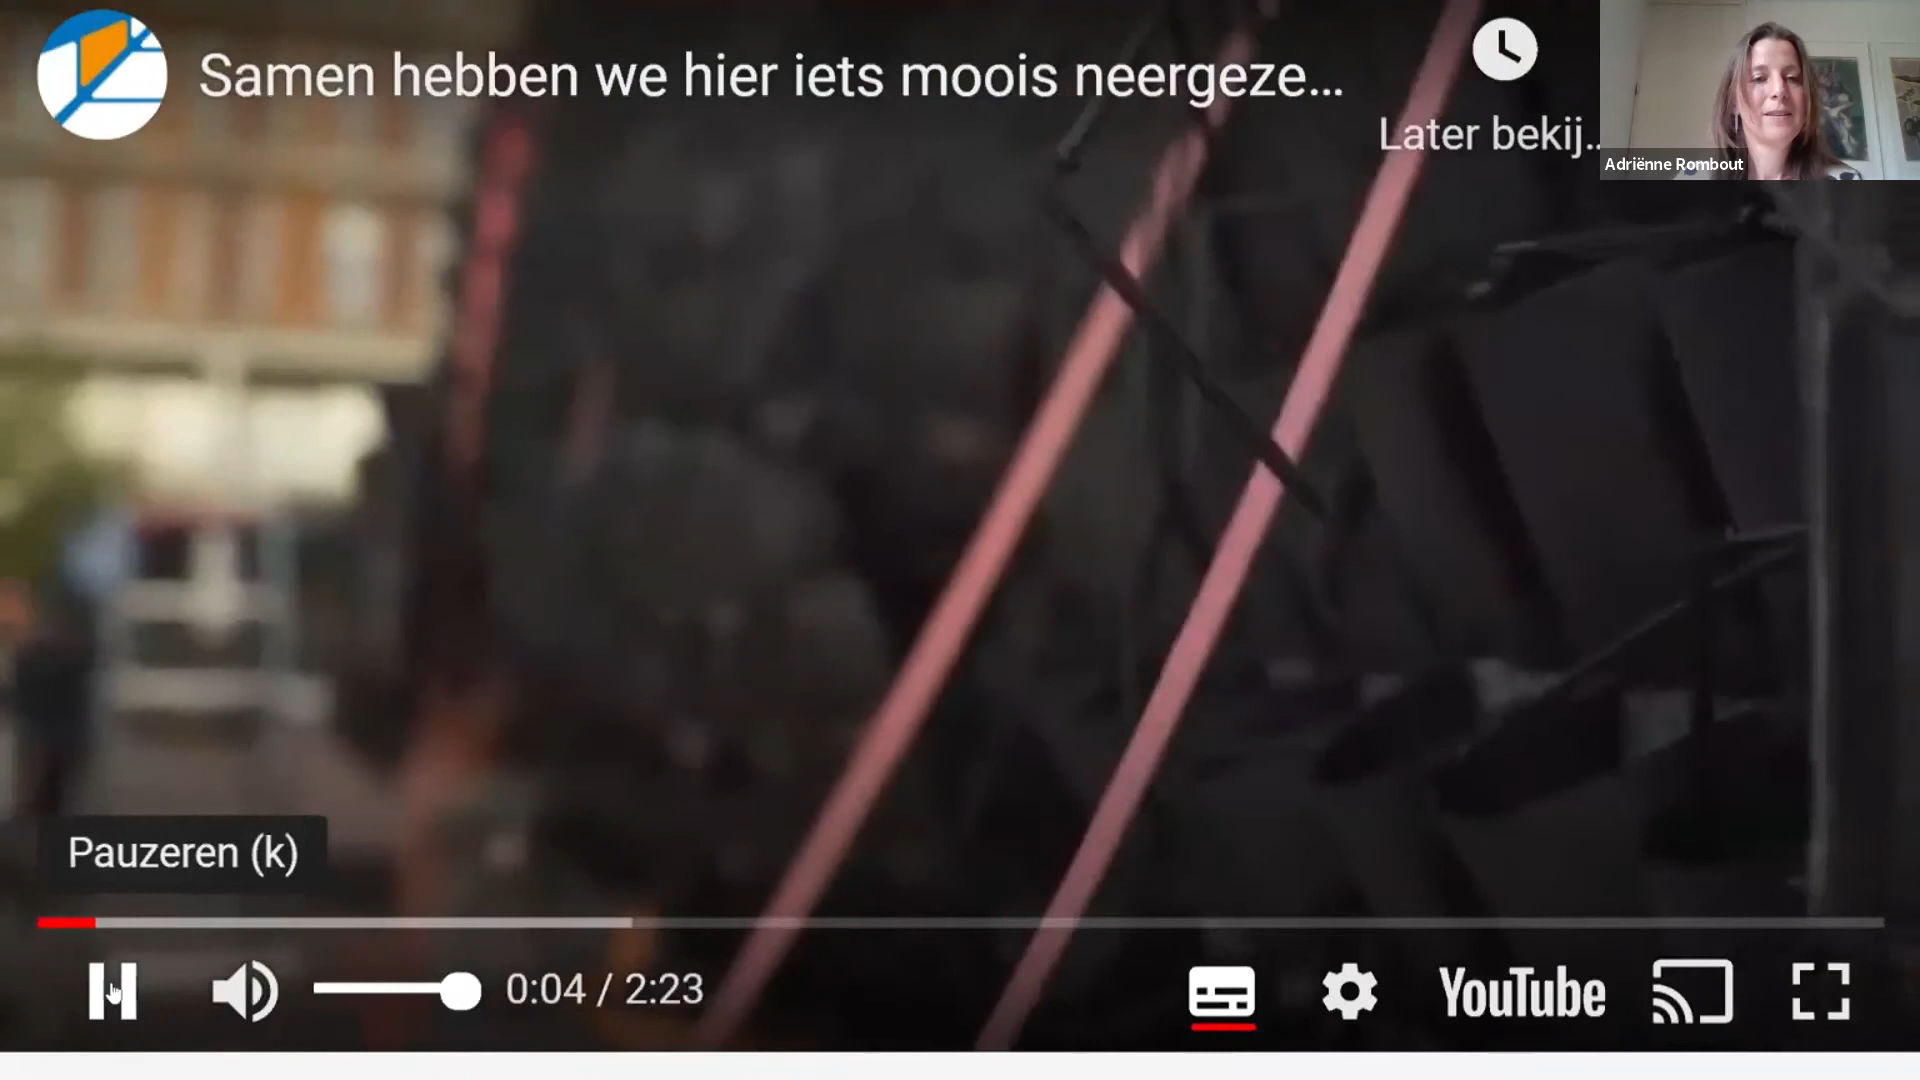 Samen hebben we hier iets moois neergeze...
Later bekij..
Adriënne Rombout
Pauzeren (k)
0:04 / 2:23
YouTube